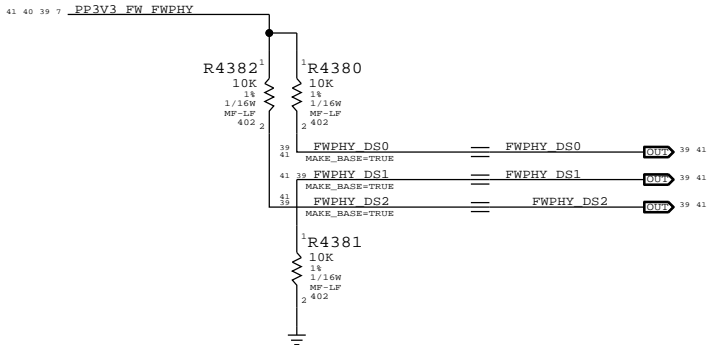 41 40 39 7 PP3V3_FW_FWPHY
R4382 1
10K
1%
1/16W
MF-LF
402
2
1 R4380
10K
1%
1/16W
MF-LF
402
2
39
41
FWPHY_DS0 FWPHY_DS0 OUT 39 41
MAKE_BASE=TRUE
41 39 FWPHY_DS1 FWPHY_DS1 OUT 39 41
MAKE_BASE=TRUE
41
39
FWPHY_DS2 FWPHY_DS2 OUT 39 41
MAKE_BASE=TRUE
1 R4381
10K
1%
1/16W
MF-LF
2 402